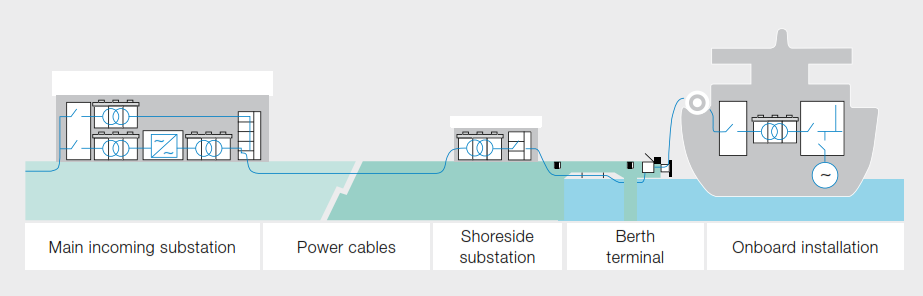 Main incoming substation
Power cables
Shoreside
substation
Berth
terminal
Onboard installation